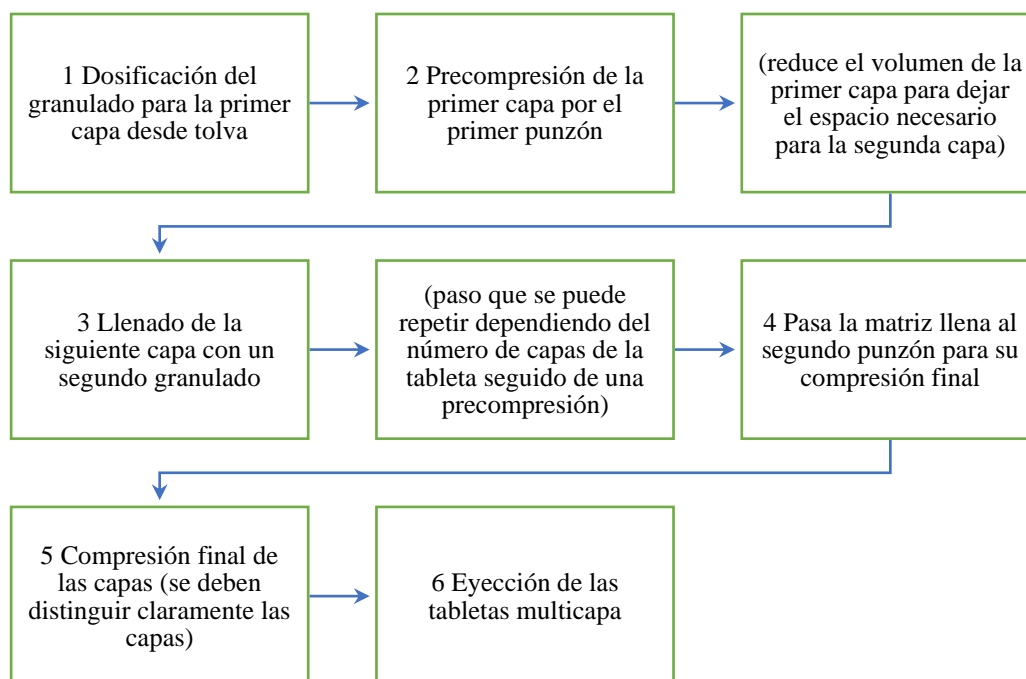 1 Dosificación del
granulado para la primer
capa desde tolva
2 Precompresión de la
primer capa por el
primer punzón
(reduce el volumen de la
primer capa para dejar
el espacio necesario
para la segunda capa)
3 Llenado de la
siguiente capa con un
segundo granulado
(paso que se puede
repetir dependiendo del
número de capas de la
tableta seguido de una
precompresión)
4 Pasa la matriz llena al
segundo punzón para su
compresión final
5 Compresión final de
las capas (se deben
distinguir claramente las
capas)
6 Eyección de las
tabletas multicapa